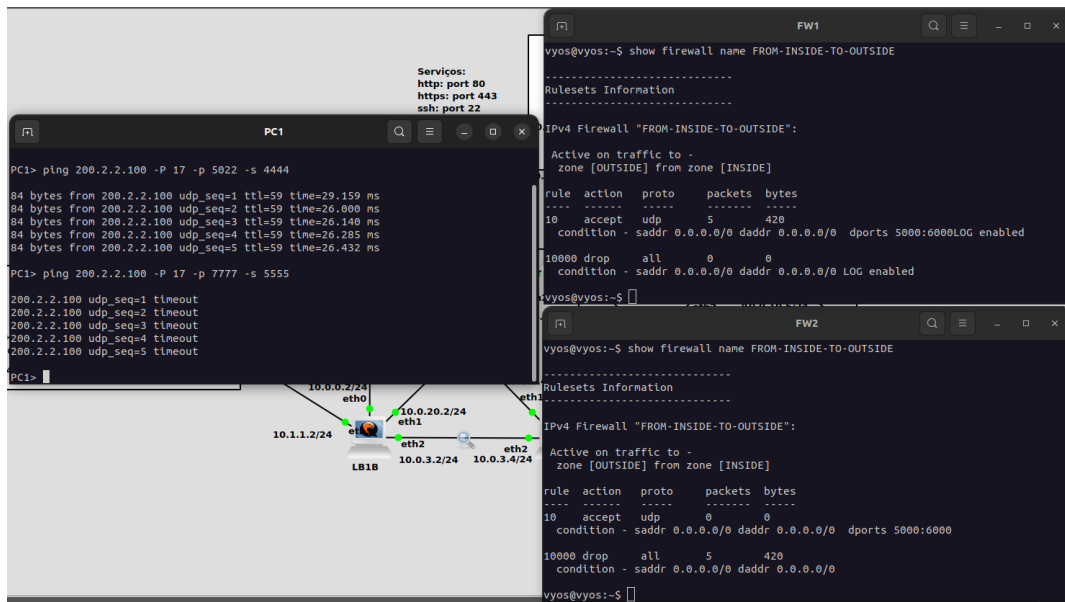 Serviços:
http: port 80
https: port 443
ssh: port 22
PC1
PC1> ping 200.2.2.100 -P 17 -p 5022 -s 4444
84 bytes from 200.2.2.100 udp_seq=1 ttl=59 time=29.159 ms
84 bytes from 200.2.2.100 udp_seq=2 ttl=59 time=26.000 ms
84 bytes from 200.2.2.100 udp_seq=3 ttl=59 time=26.140 ms
84 bytes from 200.2.2.100 udp_seq=4 ttl=59 time=26.285 ms
84 bytes from 200.2.2.100 udp_seq=5 ttl=59 time=26.432 ms
PC1> ping 200.2.2.100 -P 17 -p 7777 -s 5555
200.2.2.100 udp_seq=1 timeout
200.2.2.100 udp_seq=2 timeout
200.2.2.100 udp_seq=3 timeout
200.2.2.100 udp_seq=4 timeout
200.2.2.100 udp_seq=5 timeout
PC1>
10.0.0.2/24
eth0
eth1
10.0.20.2/24
eth1
10.1.1.2/24
eth2
eth2
10.0.3.2/24
10.0.3.4/24
LB1B
FW1
vyos@vyos:~$ show firewall name FROM-INSIDE-TO-OUTSIDE
-----------------------------
Rulesets Information
-----------------------------
IPv4 Firewall "FROM-INSIDE-TO-OUTSIDE":
Active on traffic to -
zone [OUTSIDE] from zone [INSIDE]
rule action proto packets bytes
---- ------ ----- ------- -----
10 accept udp 5 420
condition - saddr 0.0.0.0/0 daddr 0.0.0.0/0 dports 5000:6000LOG enabled
10000 drop all 0 0
condition - saddr 0.0.0.0/0 daddr 0.0.0.0/0 LOG enabled
vyos@vyos:~$
FW2
vyos@vyos:~$ show firewall name FROM-INSIDE-TO-OUTSIDE
-----------------------------
Rulesets Information
-----------------------------
IPv4 Firewall "FROM-INSIDE-TO-OUTSIDE":
Active on traffic to -
zone [OUTSIDE] from zone [INSIDE]
rule action proto packets bytes
---- ------ ----- ------- -----
10 accept udp 0 0
condition - saddr 0.0.0.0/0 daddr 0.0.0.0/0 dports 5000:6000
10000 drop all 5 420
condition - saddr 0.0.0.0/0 daddr 0.0.0.0/0
vyos@vyos:~$